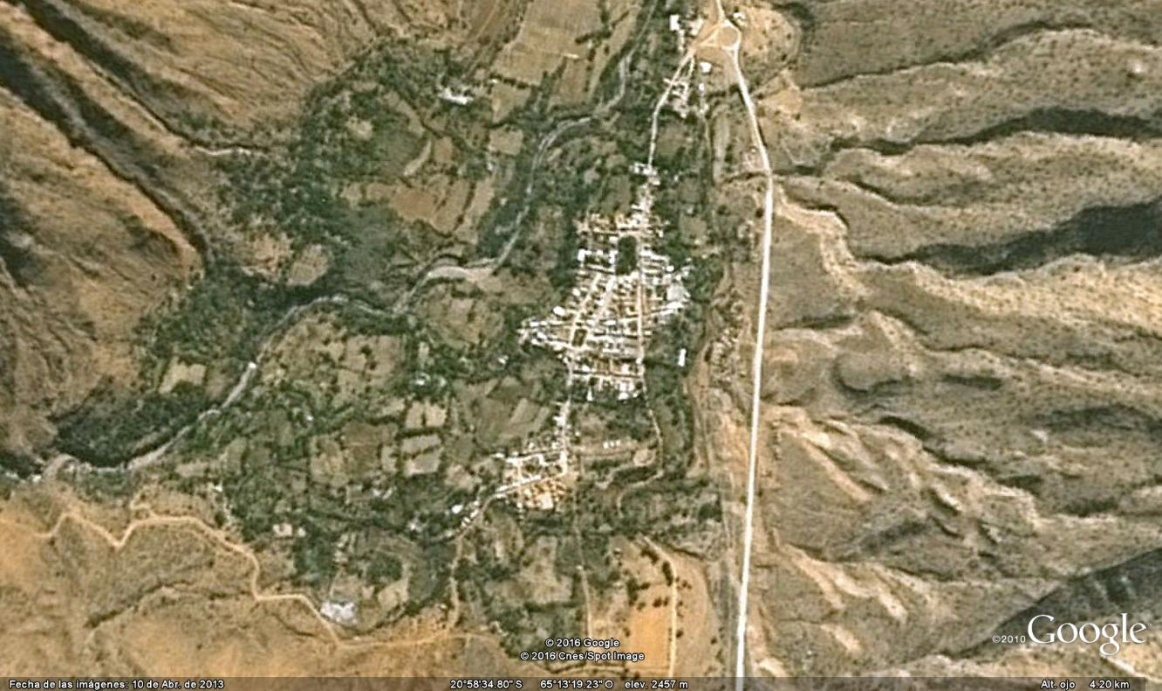 © 2016 Google
© 2016 Cnes/Spot Image
©2010 Google
Fecha de las imágenes: 10 de Abr. de 2013 20°58'34.80" S 65°13'19.23" O elev. 2457 m Alt. ojo 4.20 km